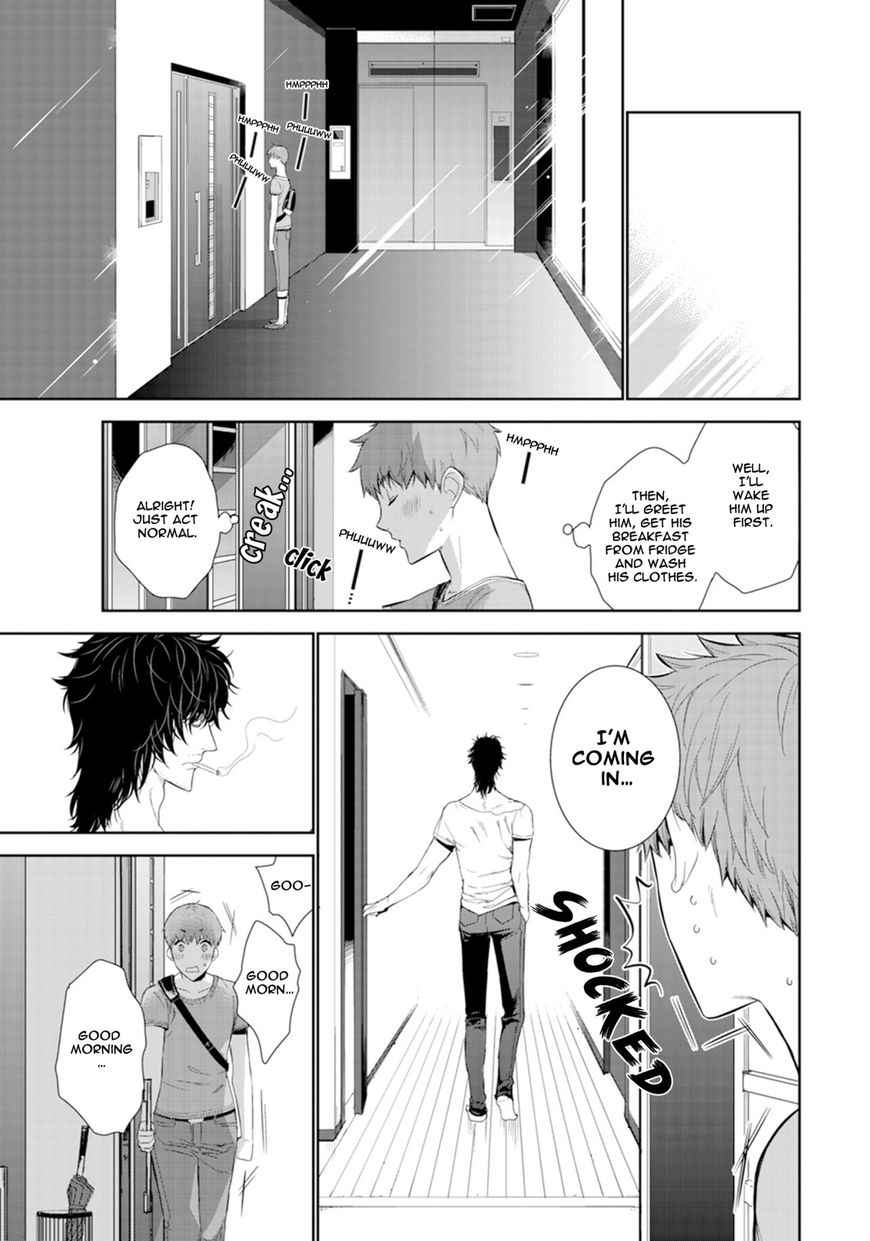 HMPPPHH
PHUUUWW
HMPPPHH
PHUUUWW
WELL,
I'LL
WAKE
HIM UP
FIRST.
THEN,
I'LL GREET
HIM, GET HIS
BREAKFAST
FROM FRIDGE
AND WASH
HIS CLOTHES.
HMPPPHH
PHUUUWW
click
creak...
ALRIGHT!
JUST ACT
NORMAL.
I'M
COMING
IN...
SHOCKED
GOO-
GOOD
MORN...
GOOD
MORNING
...